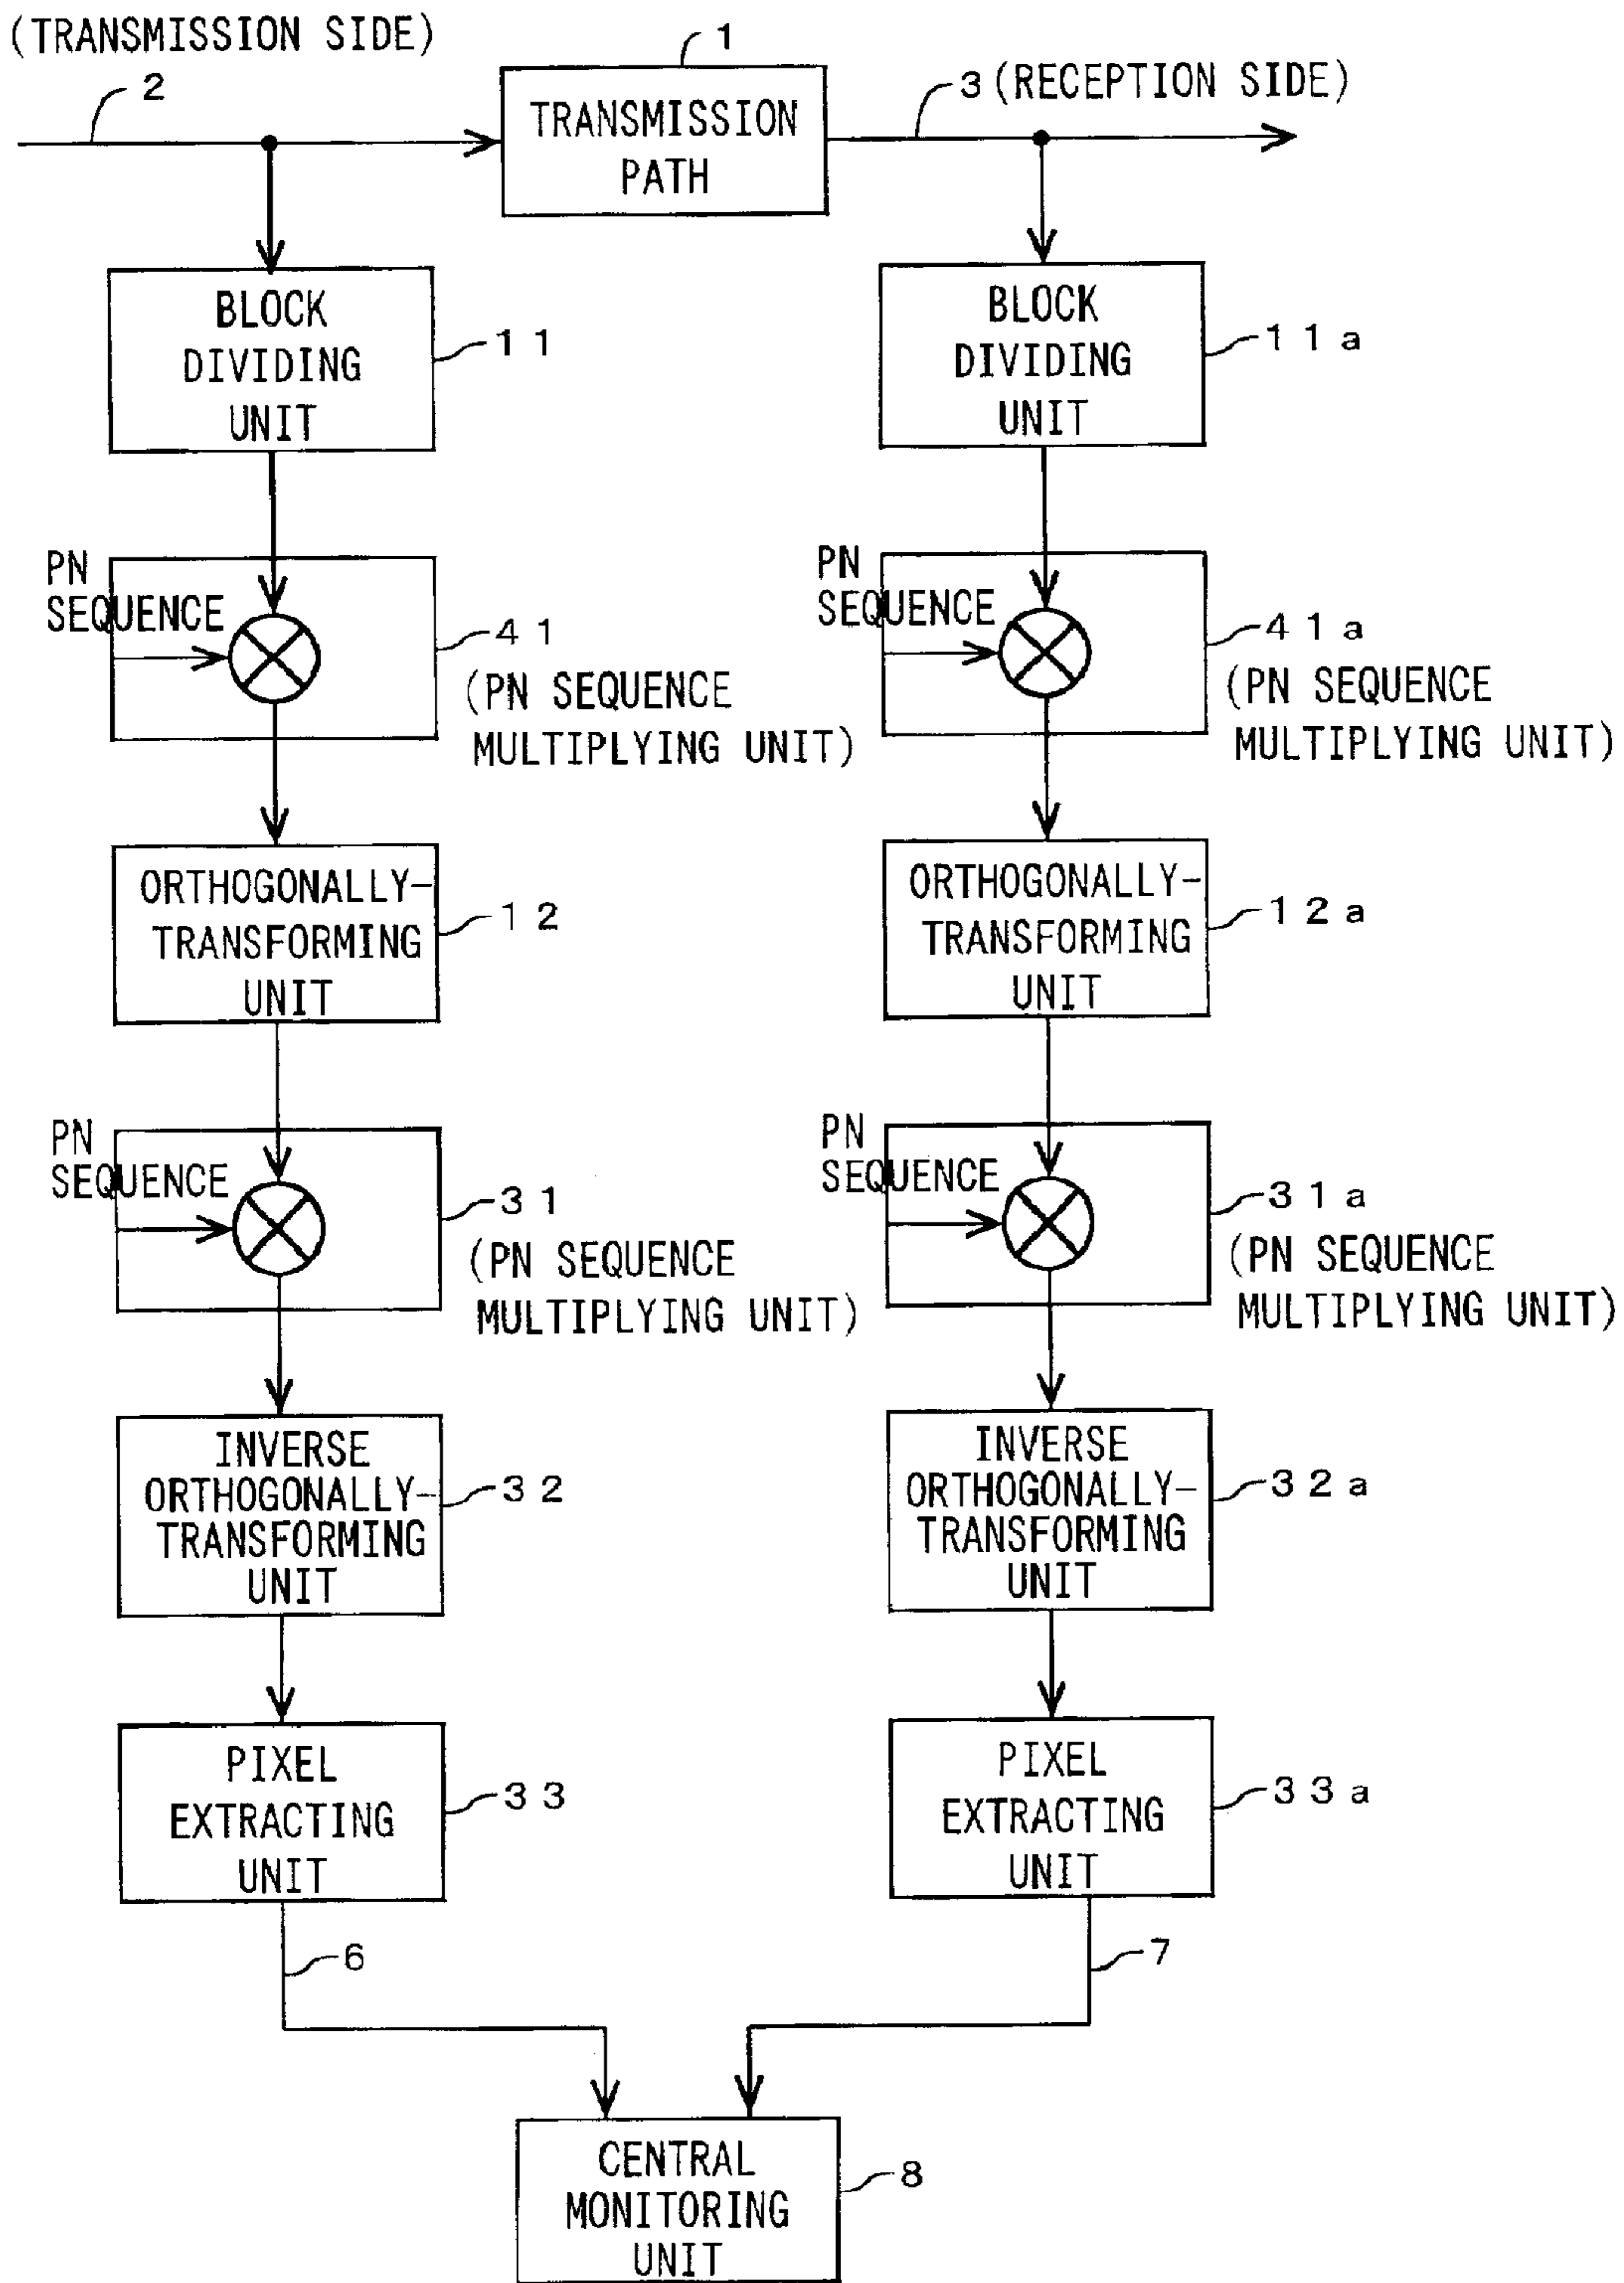 (TRANSMISSION SIDE)
1
2
TRANSMISSION
PATH
3 (RECEPTION SIDE)
BLOCK
DIVIDING
UNIT
11
BLOCK
DIVIDING
UNIT
11a
PN
SEQUENCE
41
(PN SEQUENCE
MULTIPLYING UNIT)
PN
SEQUENCE
41a
(PN SEQUENCE
MULTIPLYING UNIT)
ORTHOGONALLY-
TRANSFORMING
UNIT
12
ORTHOGONALLY-
TRANSFORMING
UNIT
12a
PN
SEQUENCE
31
(PN SEQUENCE
MULTIPLYING UNIT)
PN
SEQUENCE
31a
(PN SEQUENCE
MULTIPLYING UNIT)
INVERSE
ORTHOGONALLY-
TRANSFORMING
UNIT
32
INVERSE
ORTHOGONALLY-
TRANSFORMING
UNIT
32a
PIXEL
EXTRACTING
UNIT
33
PIXEL
EXTRACTING
UNIT
33a
6
7
CENTRAL
MONITORING
UNIT
8